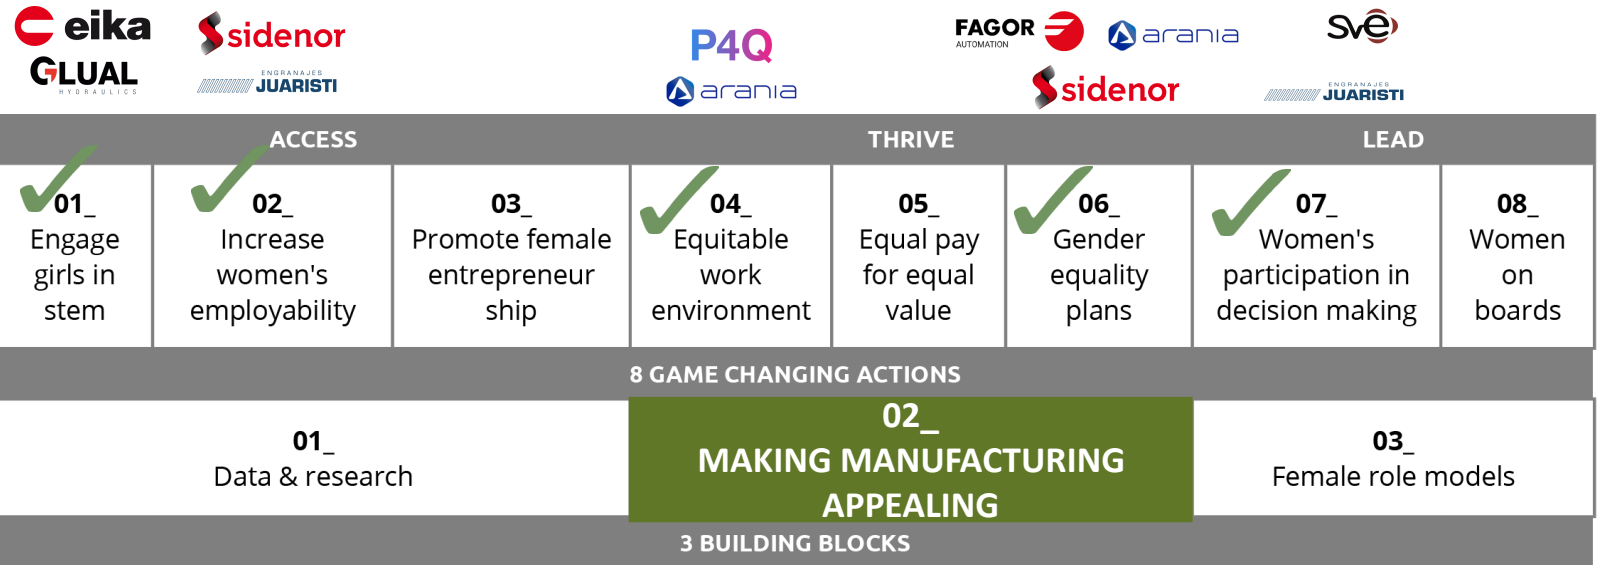 eika
GLUAL
HYDRAULICS
sidenor
ENGRANAJES
JUARISTI
P4Q
arania
FAGOR
AUTOMATION
arania
sidenor
sve
ENGRANAJES
JUARISTI
ACCESS
THRIVE
LEAD
01_
Engage
girls in
stem
02_
Increase
women's
employability
03_
Promote female
entrepreneur
ship
04_
Equitable
work
environment
05_
Equal pay
for equal
value
06_
Gender
equality
plans
07_
Women's
participation in
decision making
08_
Women
on
boards
8 GAME CHANGING ACTIONS
01_
Data & research
02_
MAKING MANUFACTURING
APPEALING
03_
Female role models
3 BUILDING BLOCKS